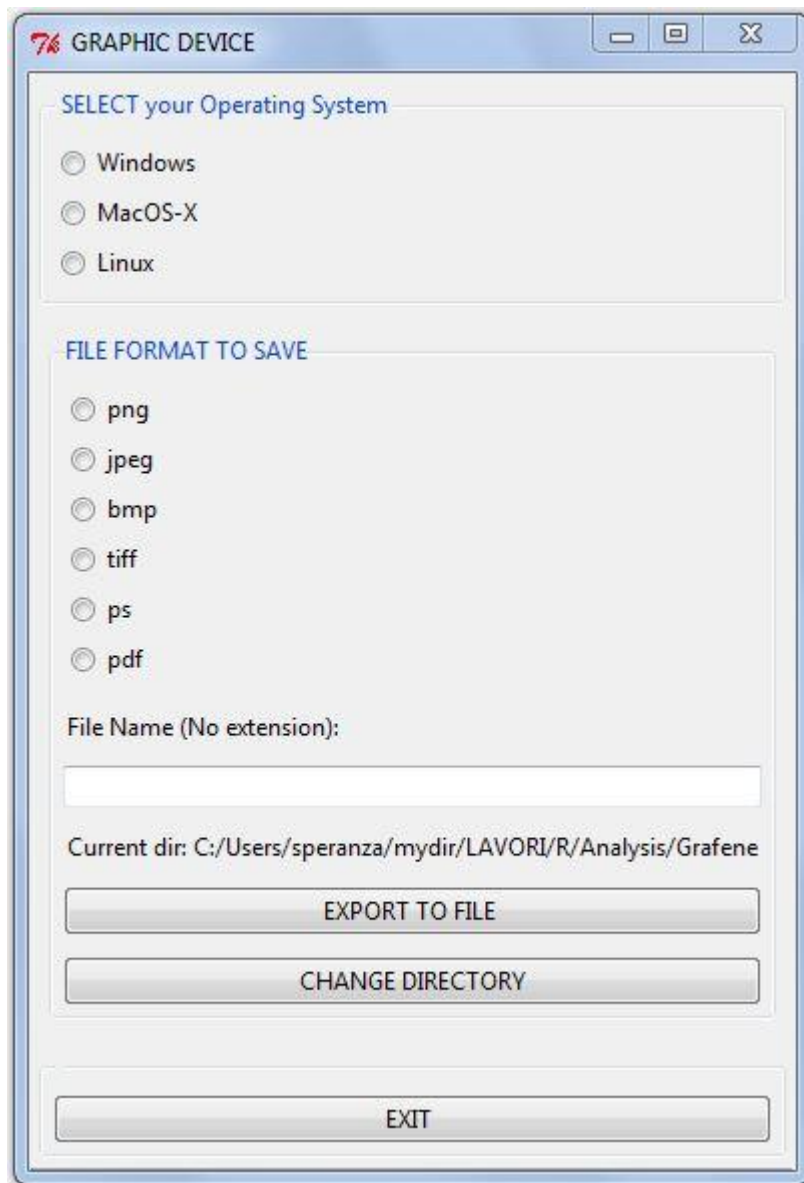 GRAPHIC DEVICE
SELECT your Operating System
Windows
MacOS-X
Linux
FILE FORMAT TO SAVE
png
jpeg
bmp
tiff
ps
pdf
File Name (No extension):
Current dir: C:/Users/speranza/mydir/LAVORI/R/Analysis/Grafene
EXPORT TO FILE
CHANGE DIRECTORY
EXIT